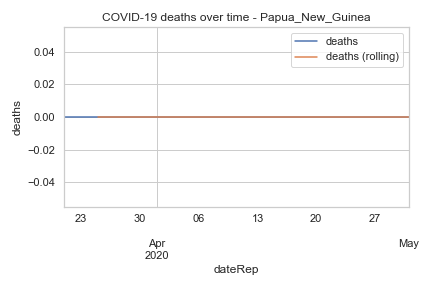 COVID-19 deaths over time - Papua_New_Guinea
deaths
deaths (rolling)
deaths
0.04
0.02
0.00
−0.02
−0.04
23 30 06 13 20 27
Apr May
2020
dateRep